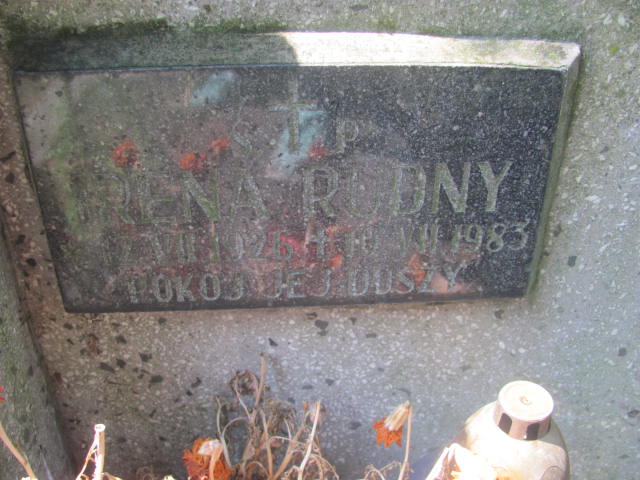 Ś P
IRENA RUDNY
VII 1926 VII 1983
POKÓJ JEJ DUSZY